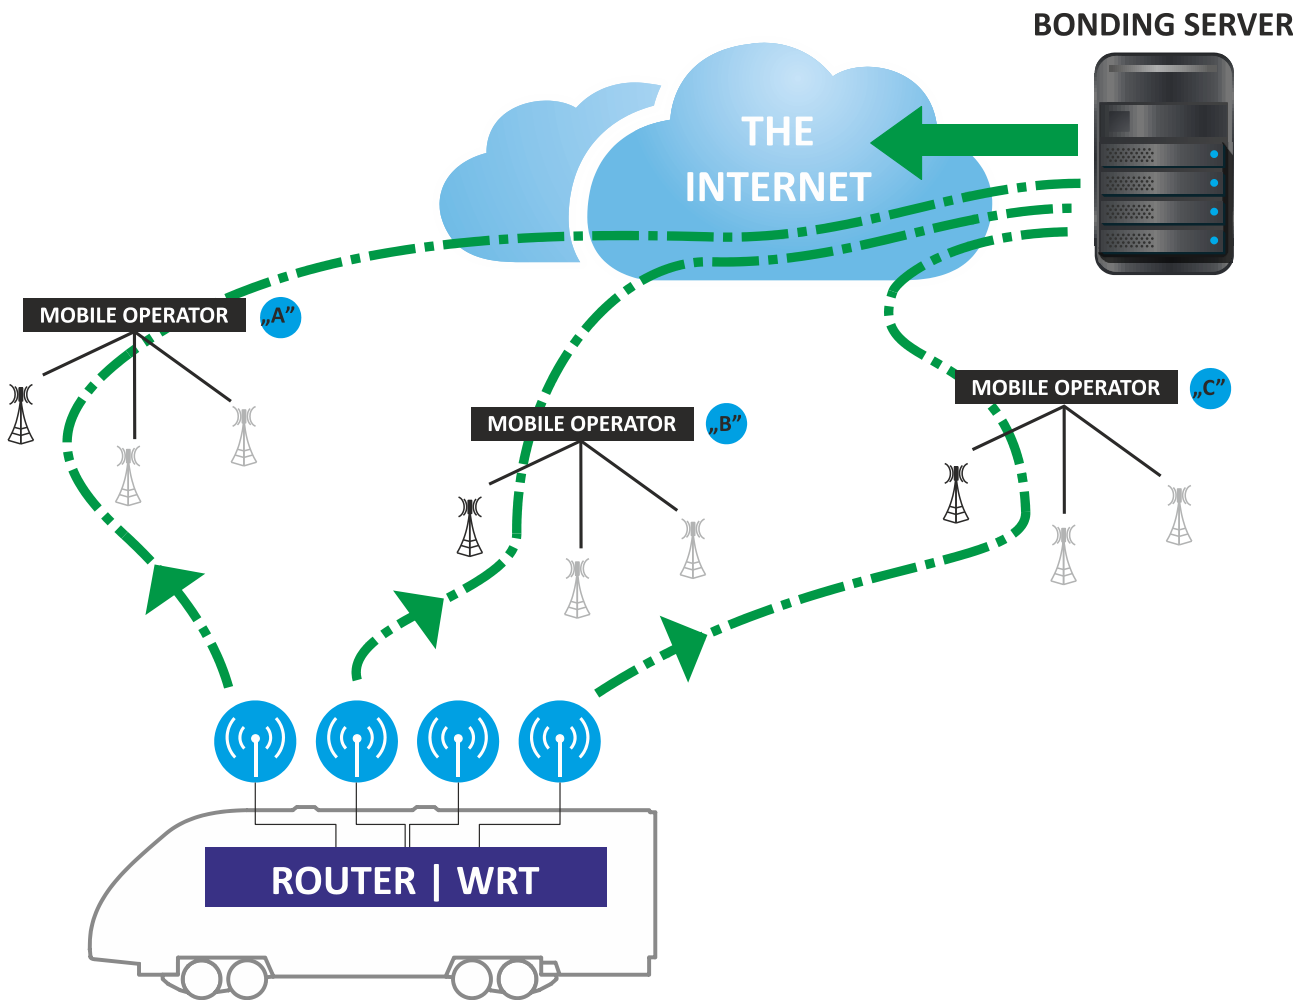 BONDING SERVER
THE
INTERNET
MOBILE OPERATOR „A”
MOBILE OPERATOR „C”
MOBILE OPERATOR „B”
ROUTER | WRT